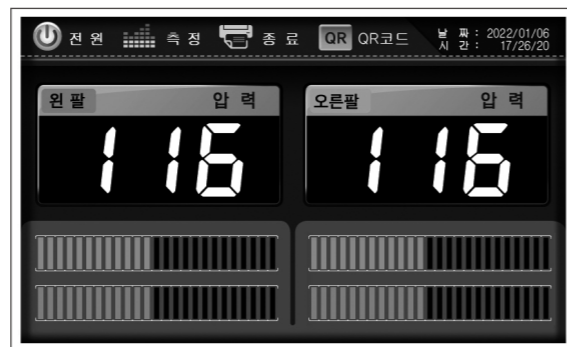 전 원 측 정 종 료 QR QR코드 날 짜 : 2022/01/06
시 간 : 17/26/20
왼 팔 압 력 오른팔 압 력
116 116